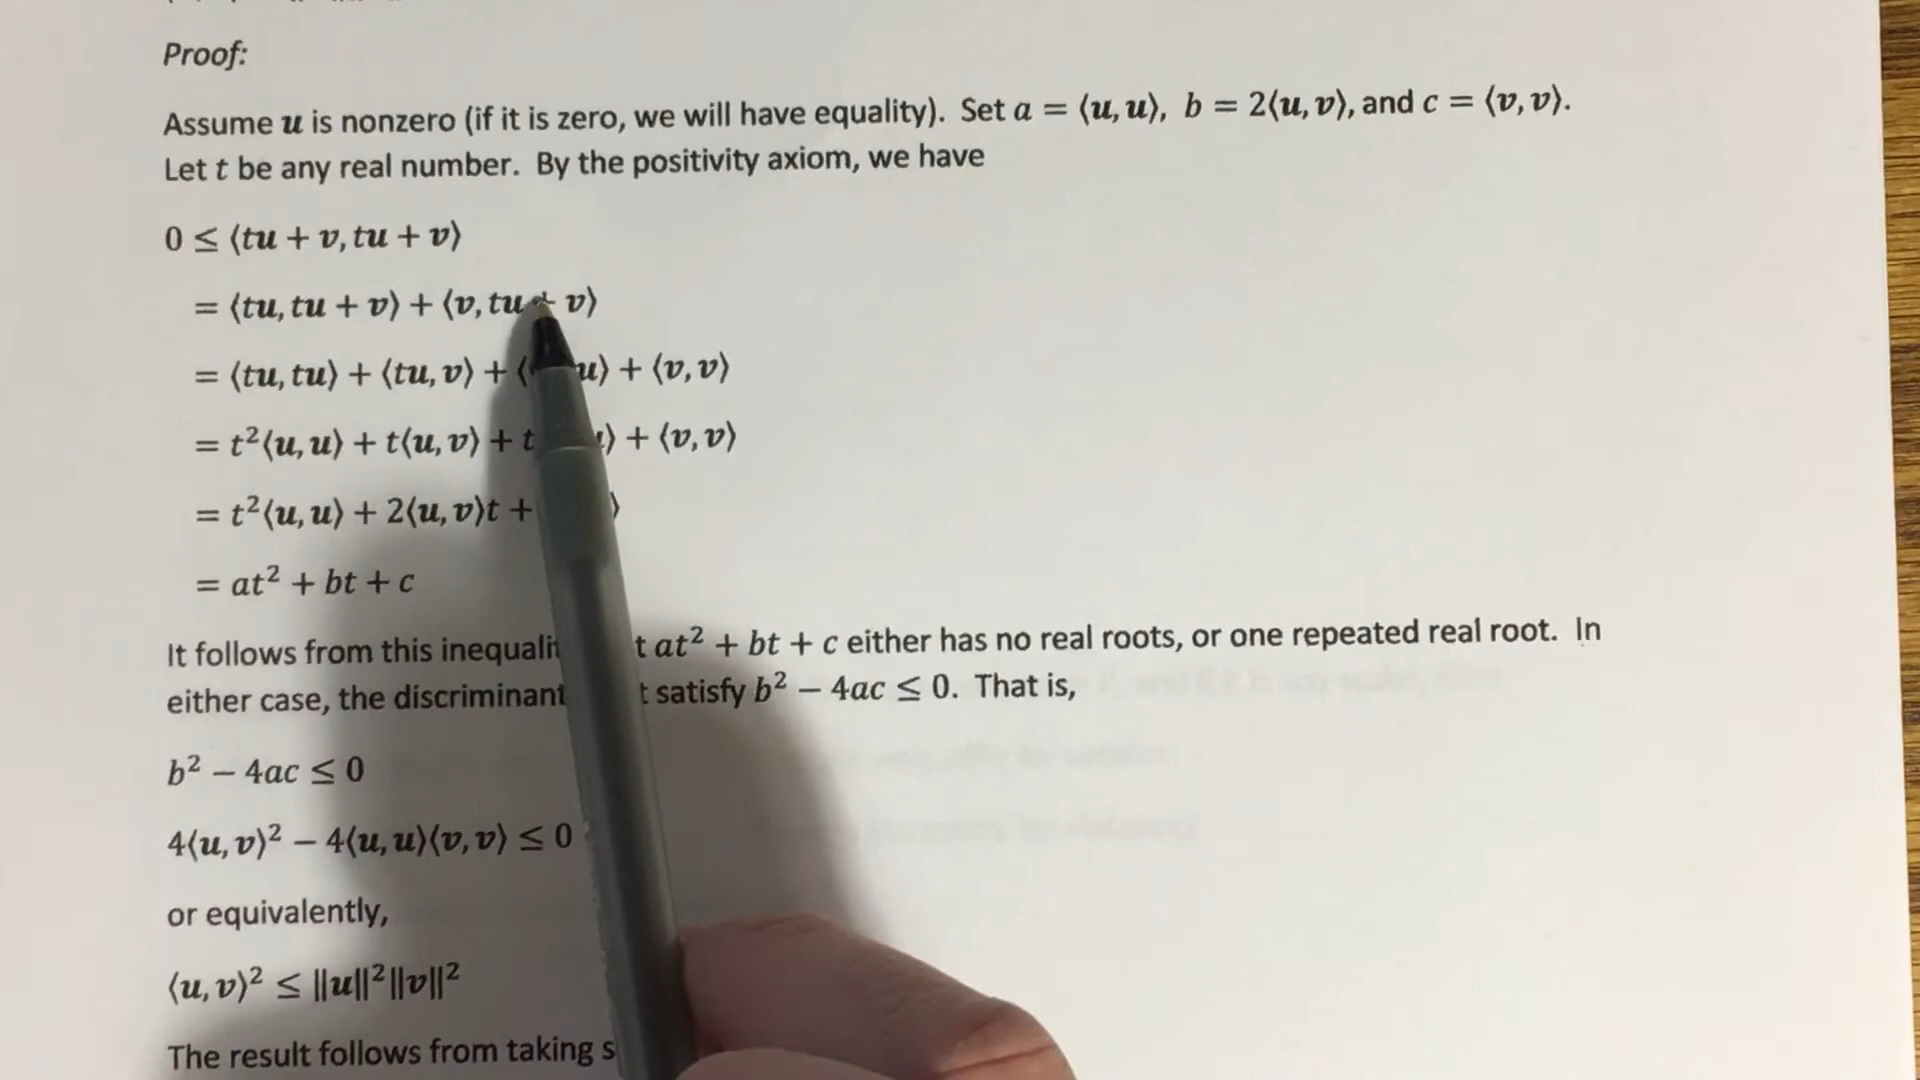 Proof:
Assume u is nonzero (if it is zero, we will have equality). Set a = ⟨u, u⟩, b = 2⟨u, v⟩, and c = ⟨v, v⟩.
Let t be any real number. By the positivity axiom, we have
0 ≤ ⟨tu + v, tu + v⟩
= ⟨tu, tu + v⟩ + ⟨v, tu + v⟩
= ⟨tu, tu⟩ + ⟨tu, v⟩ + ⟨ u⟩ + ⟨v, v⟩
= t²⟨u, u⟩ + t⟨u, v⟩ + t ⟩ + ⟨v, v⟩
= t²⟨u, u⟩ + 2⟨u, v⟩t + ⟩
= at² + bt + c
It follows from this at² + bt + c either has no real roots, or one repeated real root. In
either case, the discriminant satisfy b² − 4ac ≤ 0. That is,
b² − 4ac ≤ 0
4⟨u, v⟩² − 4⟨u, u⟩⟨v, v⟩ ≤ 0
or equivalently,
⟨u, v⟩² ≤ ‖u‖²‖v‖²
The result follows from taking